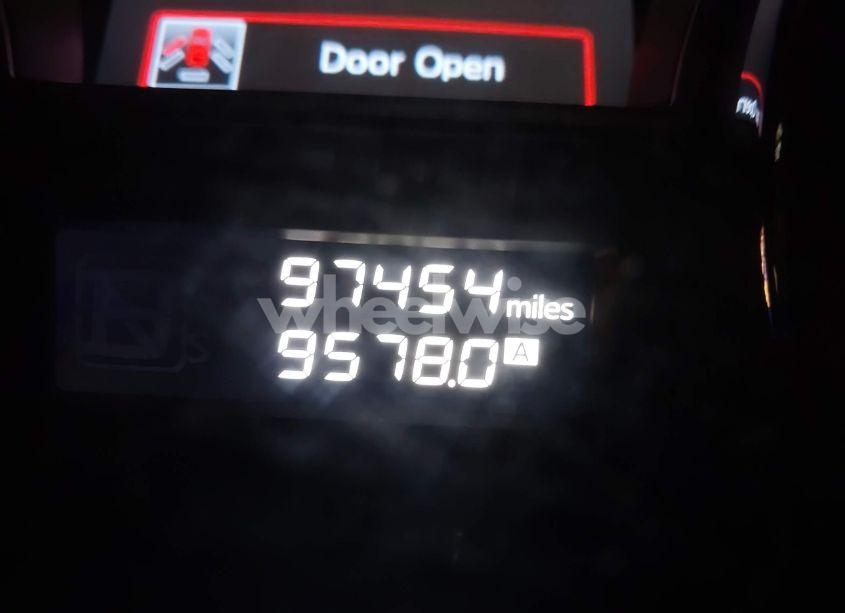 Door Open
97454 miles
wheelwise
9578.0 A